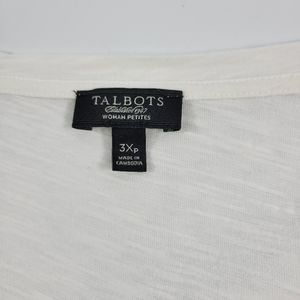 TALBOTS
WOMAN PETITES
3XP
MADE IN
CAMBODIA